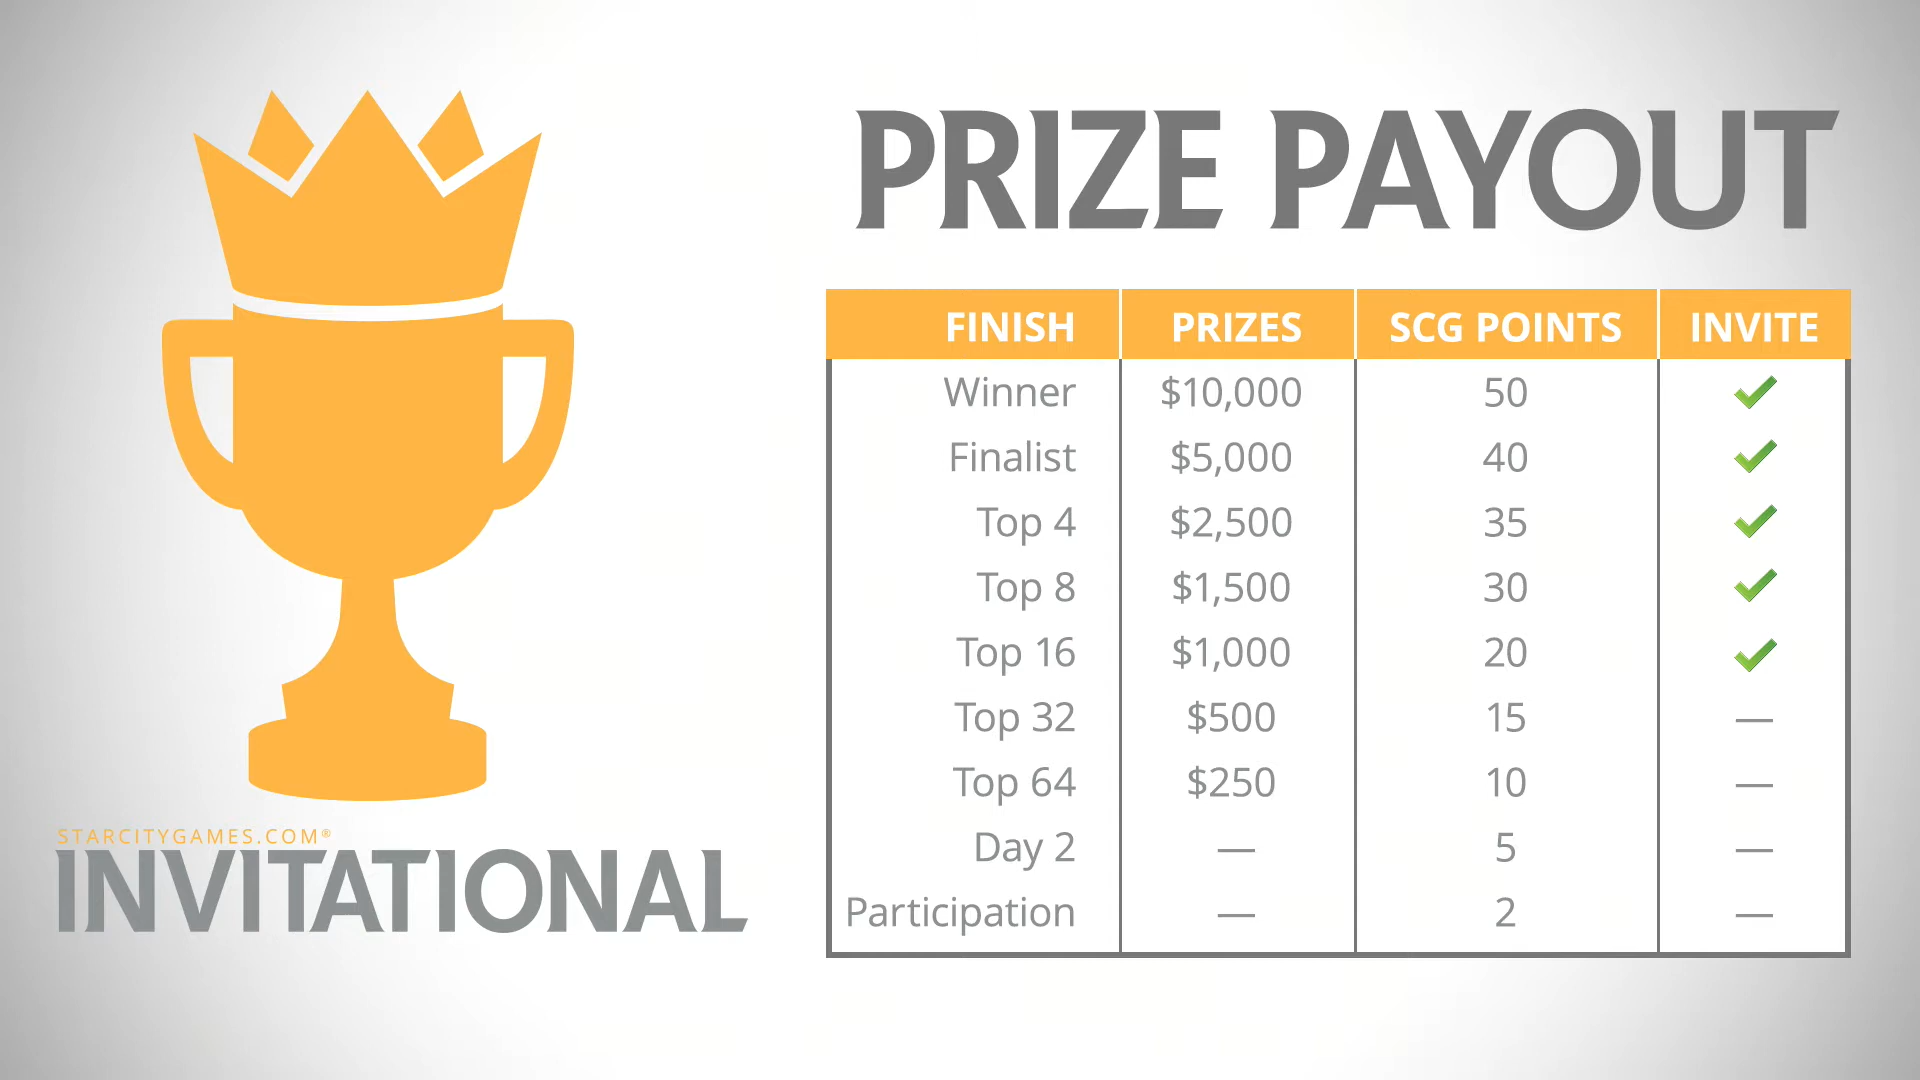 PRIZE PAYOUT
FINISH PRIZES SCG POINTS INVITE
Winner $10,000 50 ✓
Finalist $5,000 40 ✓
Top 4 $2,500 35 ✓
Top 8 $1,500 30 ✓
Top 16 $1,000 20 ✓
Top 32 $500 15 —
Top 64 $250 10 —
Day 2 — 5 —
Participation — 2 —
STARCITYGAMES.COM®
INVITATIONAL